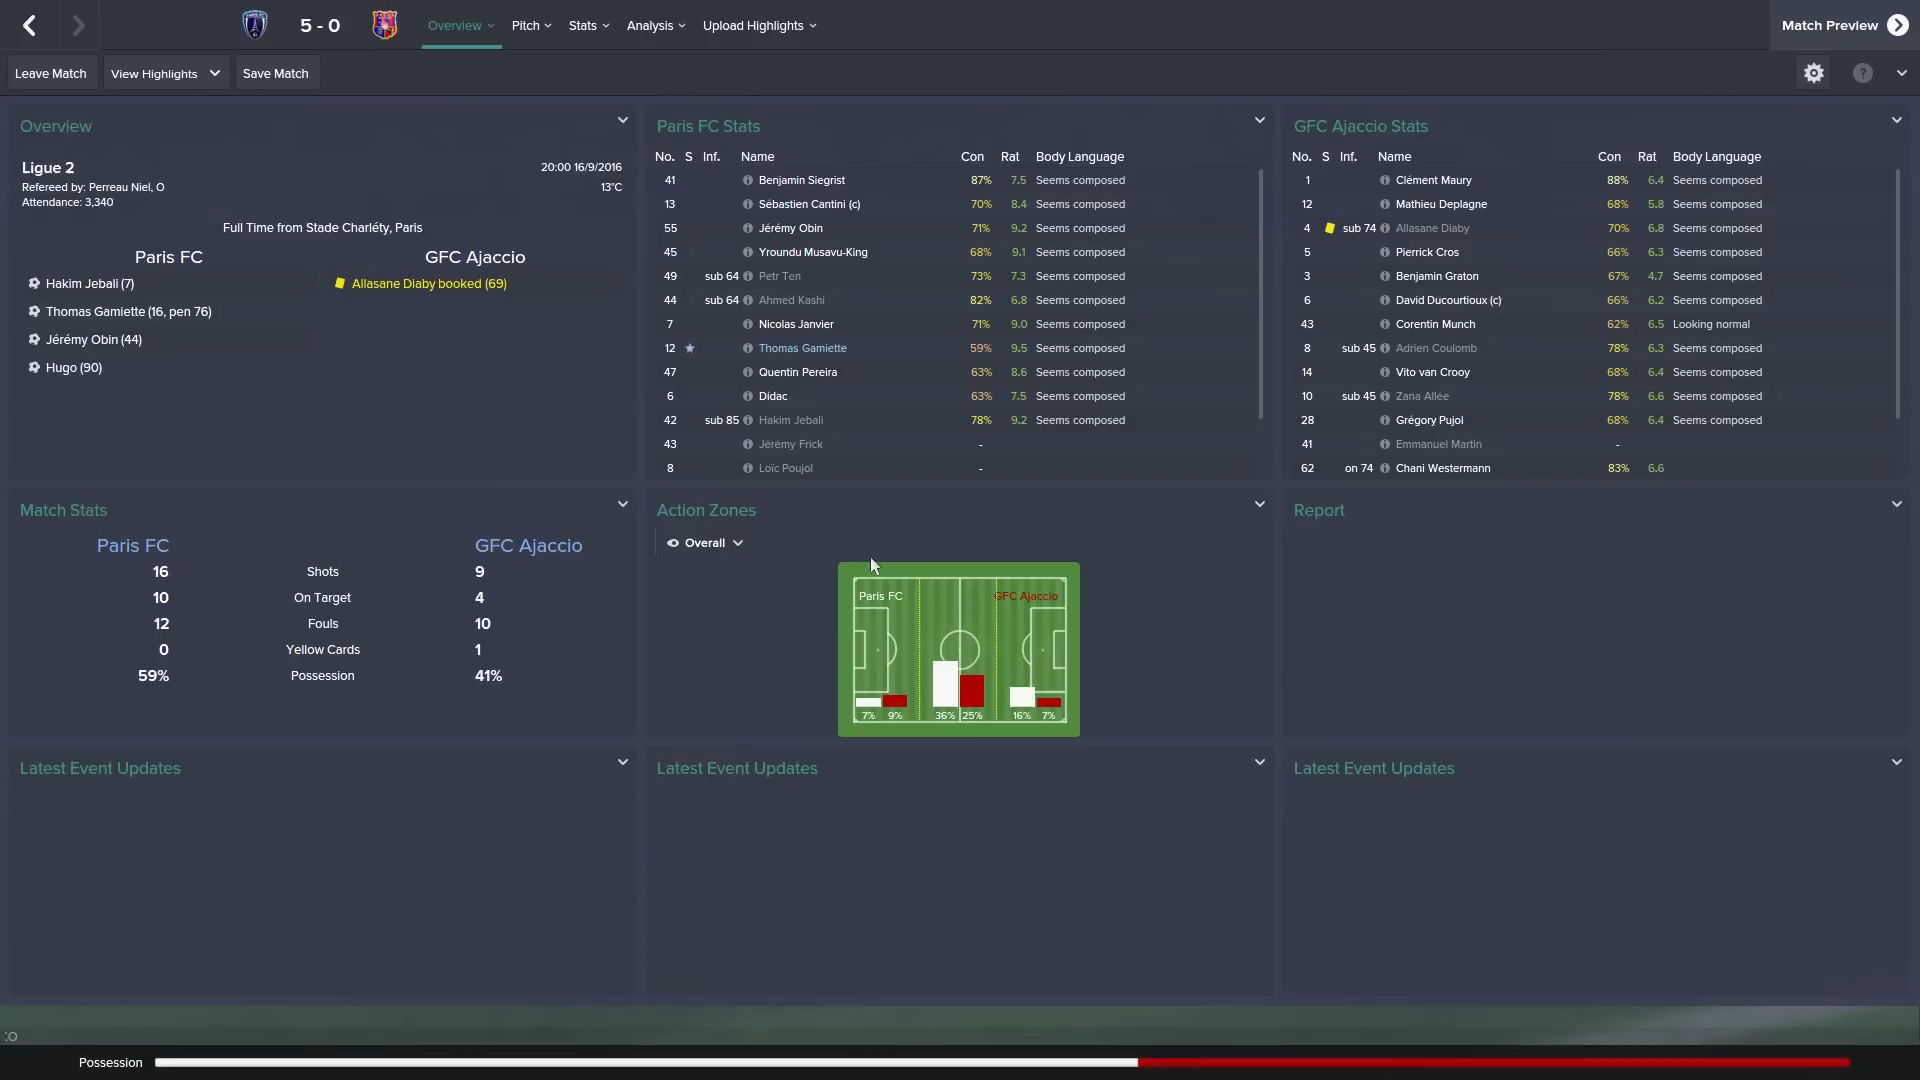 5 - 0 Overview Pitch Stats Analysis Upload Highlights Match Preview
Leave Match View Highlights Save Match ?
Overview
Ligue 2 20:00 16/9/2016
Refereed by: Perreau Niel, O 13°C
Attendance: 3,340
Full Time from Stade Charléty, Paris
Paris FC GFC Ajaccio
Hakim Jebali (7) Allasane Diaby booked (69)
Thomas Gamiette (16, pen 76)
Jérémy Obin (44)
Hugo (90)
Paris FC Stats
No. S Inf. Name Con Rat Body Language
41 Benjamin Siegrist 87% 7.5 Seems composed
13 Sébastien Cantini (c) 70% 8.4 Seems composed
55 Jérémy Obin 71% 9.2 Seems composed
45 Yroundu Musavu-King 68% 9.1 Seems composed
49 sub 64 Petr Ten 73% 7.3 Seems composed
44 sub 64 Ahmed Kashi 82% 6.8 Seems composed
7 Nicolas Janvier 71% 9.0 Seems composed
12 Thomas Gamiette 59% 9.5 Seems composed
47 Quentin Pereira 63% 8.6 Seems composed
6 Dídac 63% 7.5 Seems composed
42 sub 85 Hakim Jebali 78% 9.2 Seems composed
43 Jérémy Frick -
8 Loïc Poujol -
GFC Ajaccio Stats
No. S Inf. Name Con Rat Body Language
1 Clément Maury 88% 6.4 Seems composed
12 Mathieu Deplagne 68% 5.8 Seems composed
4 sub 74 Allasane Diaby 70% 6.8 Seems composed
5 Pierrick Cros 66% 6.3 Seems composed
3 Benjamin Graton 67% 4.7 Seems composed
6 David Ducourtioux (c) 66% 6.2 Seems composed
43 Corentin Munch 62% 6.5 Looking normal
8 sub 45 Adrien Coulomb 78% 6.3 Seems composed
14 Vito van Crooy 68% 6.4 Seems composed
10 sub 45 Zana Allée 78% 6.6 Seems composed
28 Grégory Pujol 68% 6.4 Seems composed
41 Emmanuel Martin -
62 on 74 Chani Westermann 83% 6.6
Match Stats
Paris FC GFC Ajaccio
16 Shots 9
10 On Target 4
12 Fouls 10
0 Yellow Cards 1
59% Possession 41%
Action Zones
Overall
Paris FC GFC Ajaccio
7% 9% 36% 25% 16% 7%
Report
Latest Event Updates
Latest Event Updates
Latest Event Updates
Possession